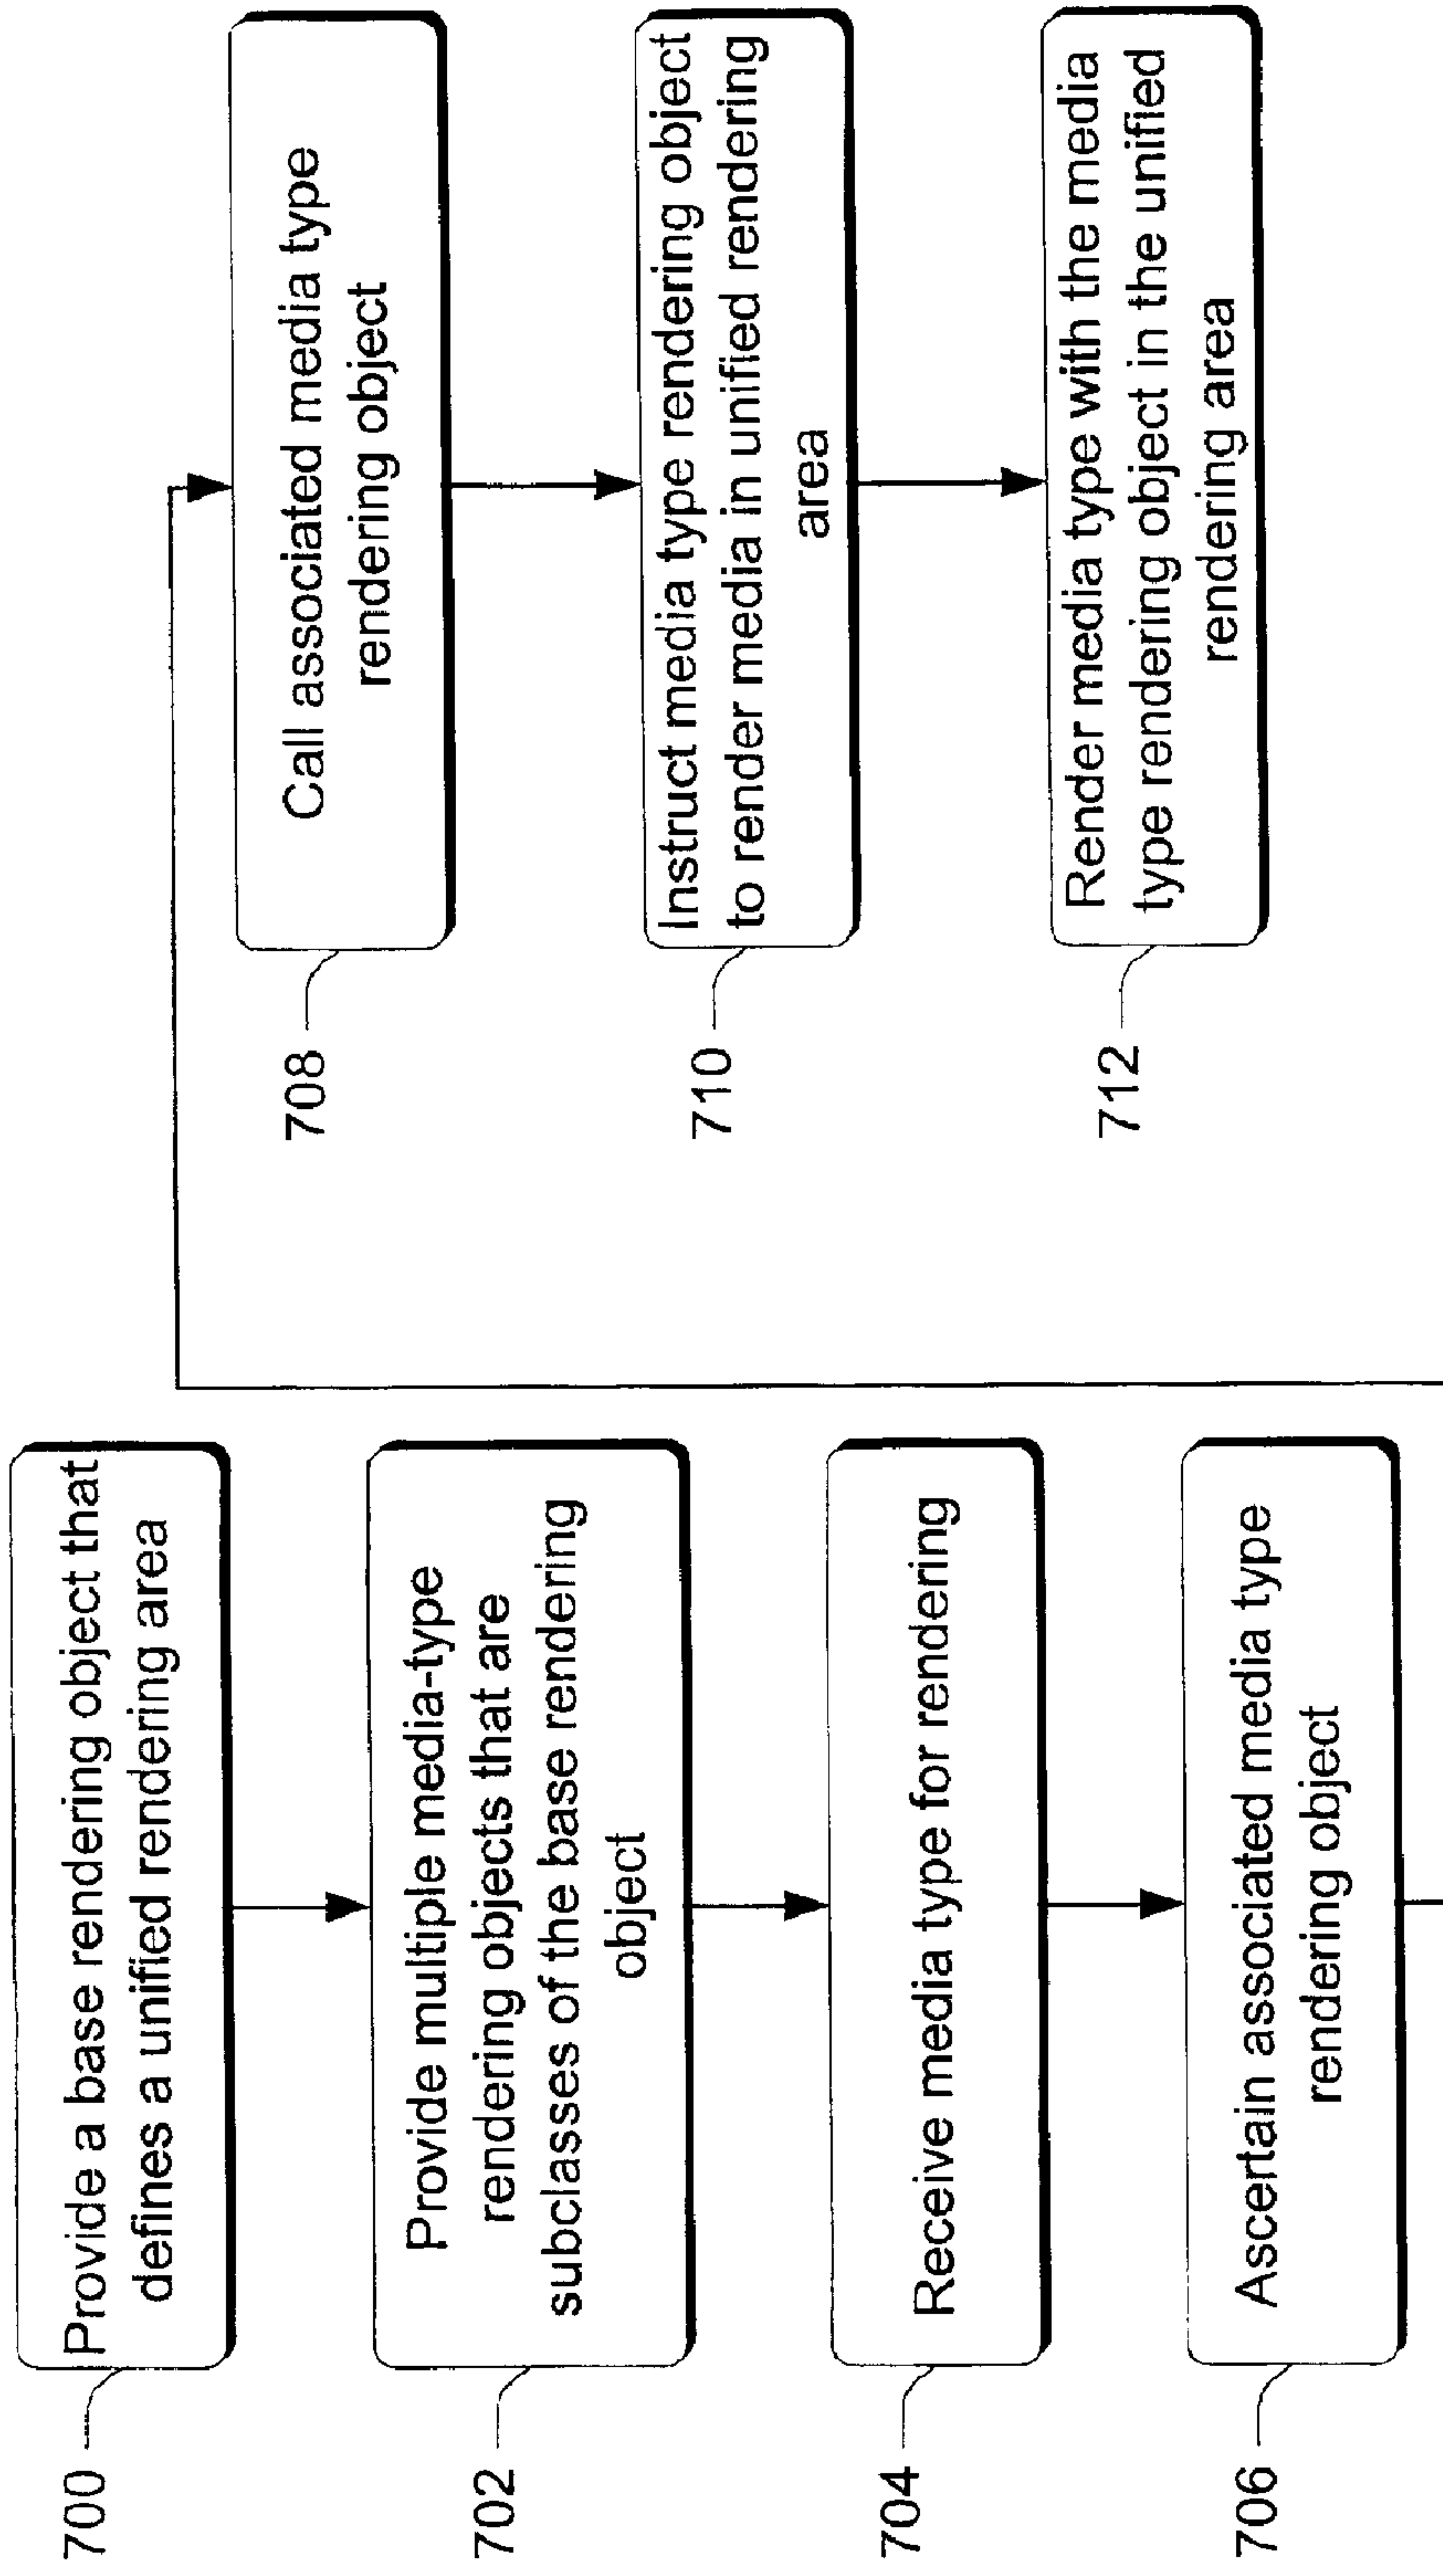 700
Provide a base rendering object that
defines a unified rendering area
702
Provide multiple media-type
rendering objects that are
subclasses of the base rendering
object
704
Receive media type for rendering
706
Ascertain associated media type
rendering object
708
Call associated media type
rendering object
710
Instruct media type rendering object
to render media in unified rendering
area
712
Render media type with the media
type rendering object in the unified
rendering area